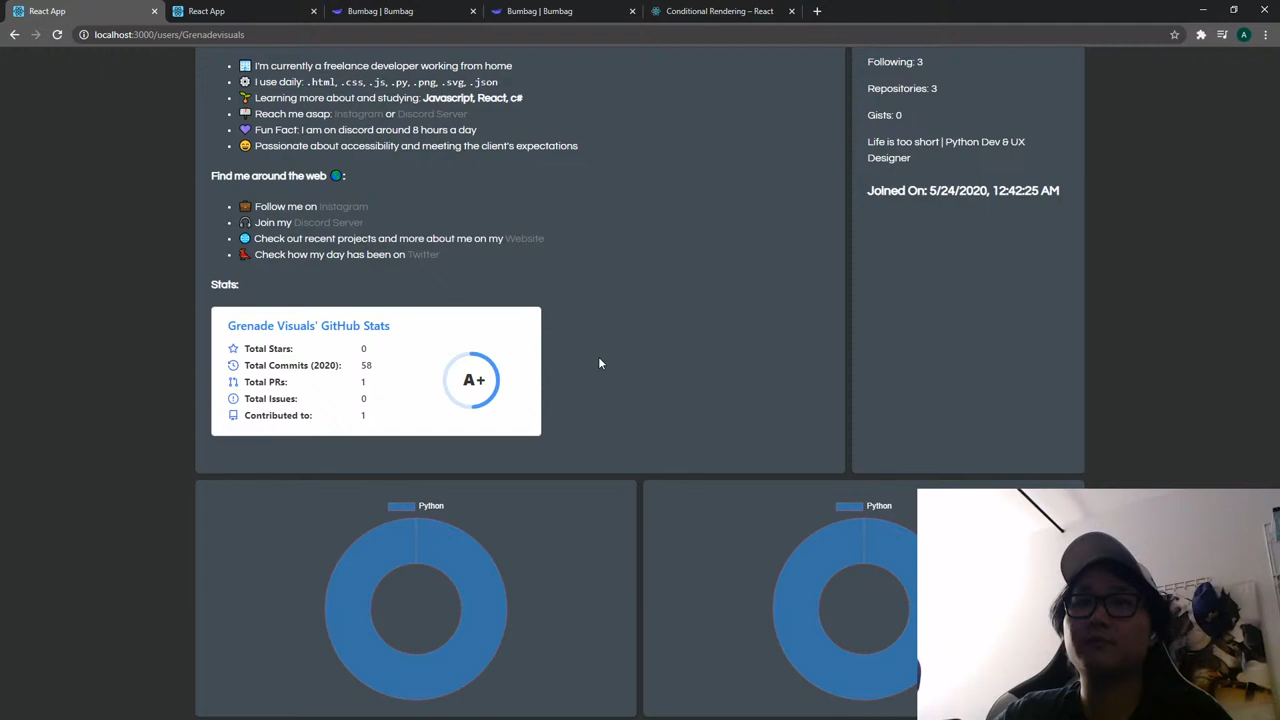 React App
React App
Bumbag | Bumbag
Bumbag | Bumbag
Conditional Rendering – React
localhost:3000/users/Grenadevisuals
A
I'm currently a freelance developer working from home
I use daily: .html, .css, .js, .py, .png, .svg, .json
Learning more about and studying: Javascript, React, c#
Reach me asap: Instagram or Discord Server
Fun Fact: I am on discord around 8 hours a day
Passionate about accessibility and meeting the client's expectations
Find me around the web 🌎:
Follow me on Instagram
Join my Discord Server
Check out recent projects and more about me on my Website
Check how my day has been on Twitter
Stats:
Grenade Visuals' GitHub Stats
Total Stars: 0
Total Commits (2020): 58
Total PRs: 1
Total Issues: 0
Contributed to: 1
A+
Following: 3
Repositories: 3
Gists: 0
Life is too short | Python Dev & UX
Designer
Joined On: 5/24/2020, 12:42:25 AM
Python
Python